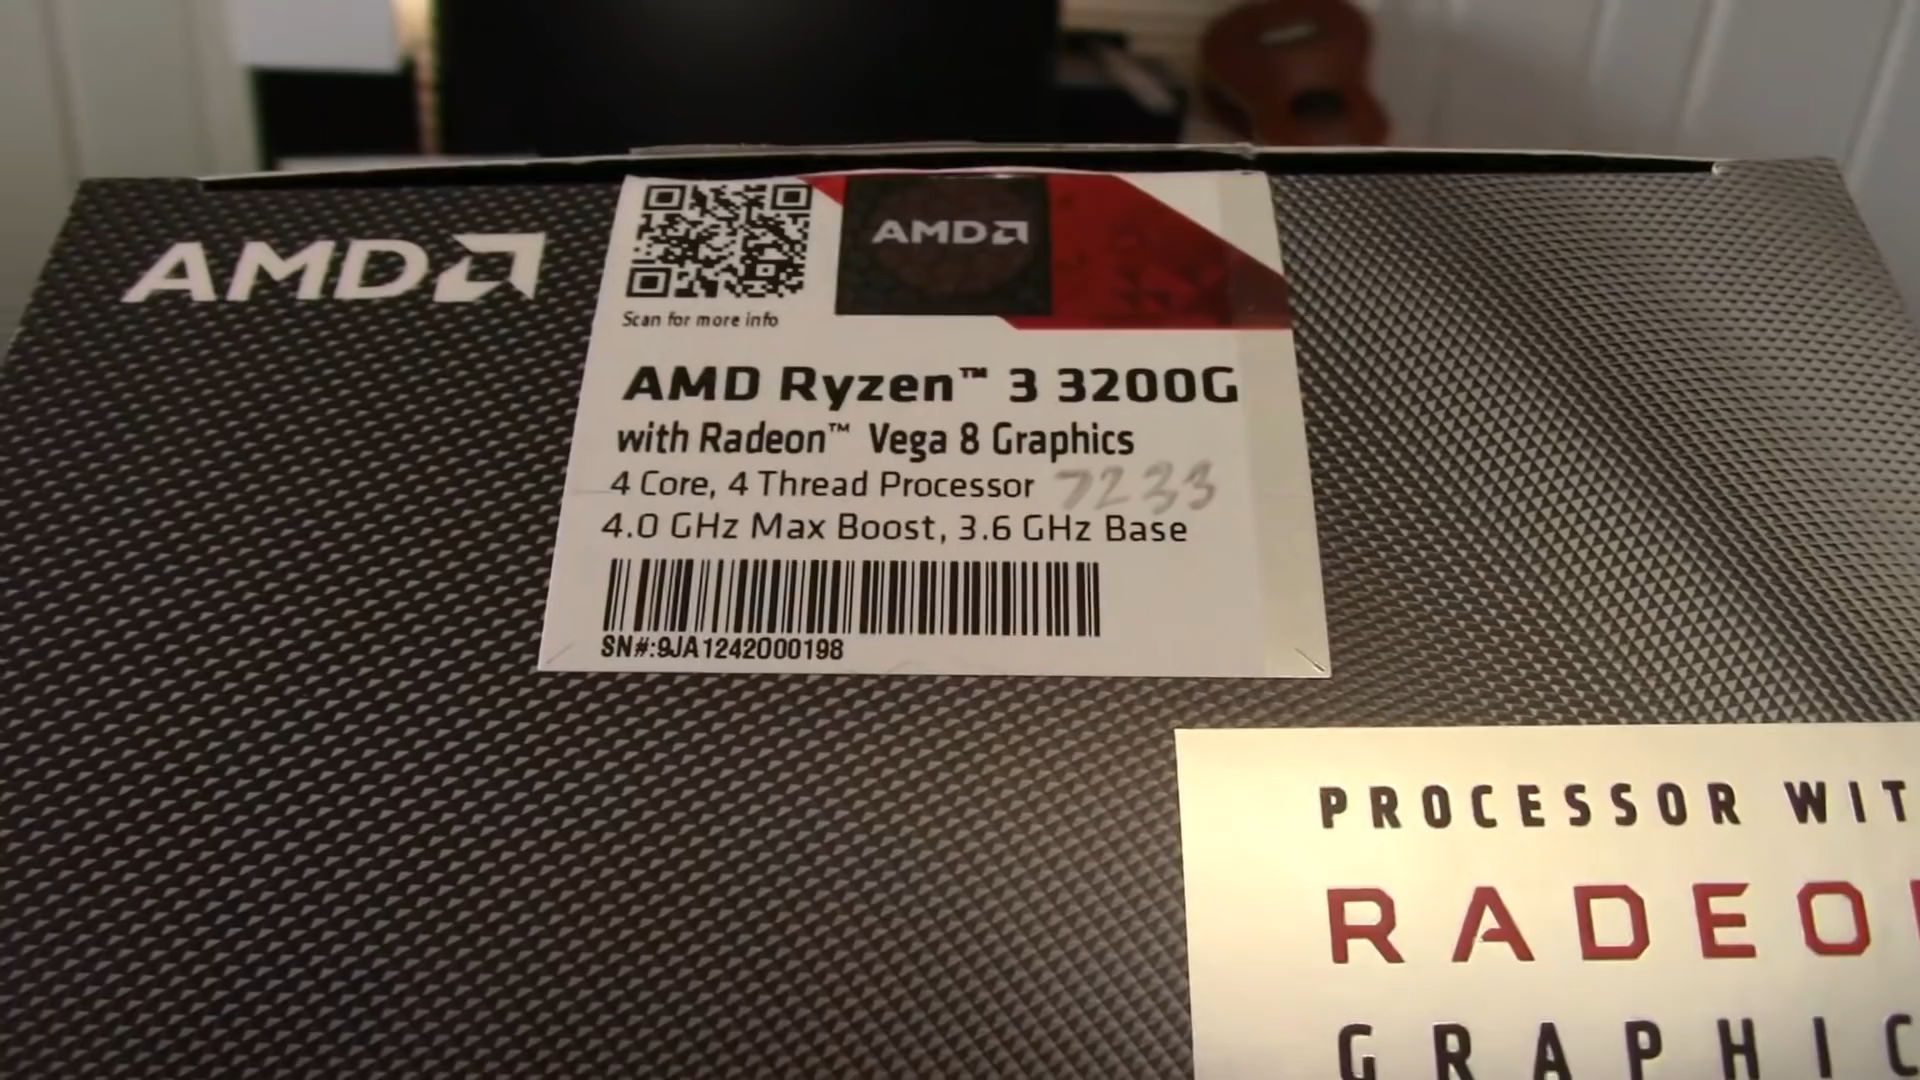 AMD
AMD
Scan for more info
AMD Ryzen™ 3 3200G
with Radeon™ Vega 8 Graphics
4 Core, 4 Thread Processor 7233
4.0 GHz Max Boost, 3.6 GHz Base
SN#:9JA1242000198
PROCESSOR WIT
RADEO
GRAPHIC